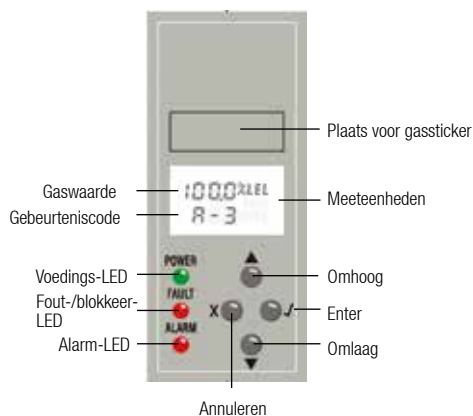 Plaats voor gassticker
Gaswaarde
100.0%LEL
Meeteenheden
Gebeurteniscode
A-3
POWER
Voedings-LED
Omhoog
FAULT
Fout-/blokkeer-
LED
X
√
Enter
ALARM
Alarm-LED
Omlaag
Annuleren